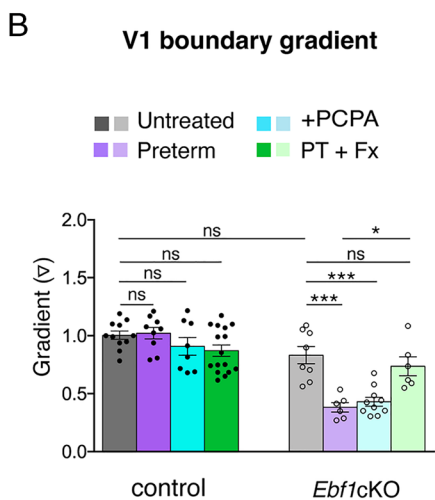 B
V1 boundary gradient
Untreated
+PCPA
Preterm
PT + Fx
Gradient (∇)
2.0
1.5
1.0
0.5
0.0
ns
ns
ns
ns
*
ns
***
***
control
Ebf1cKO